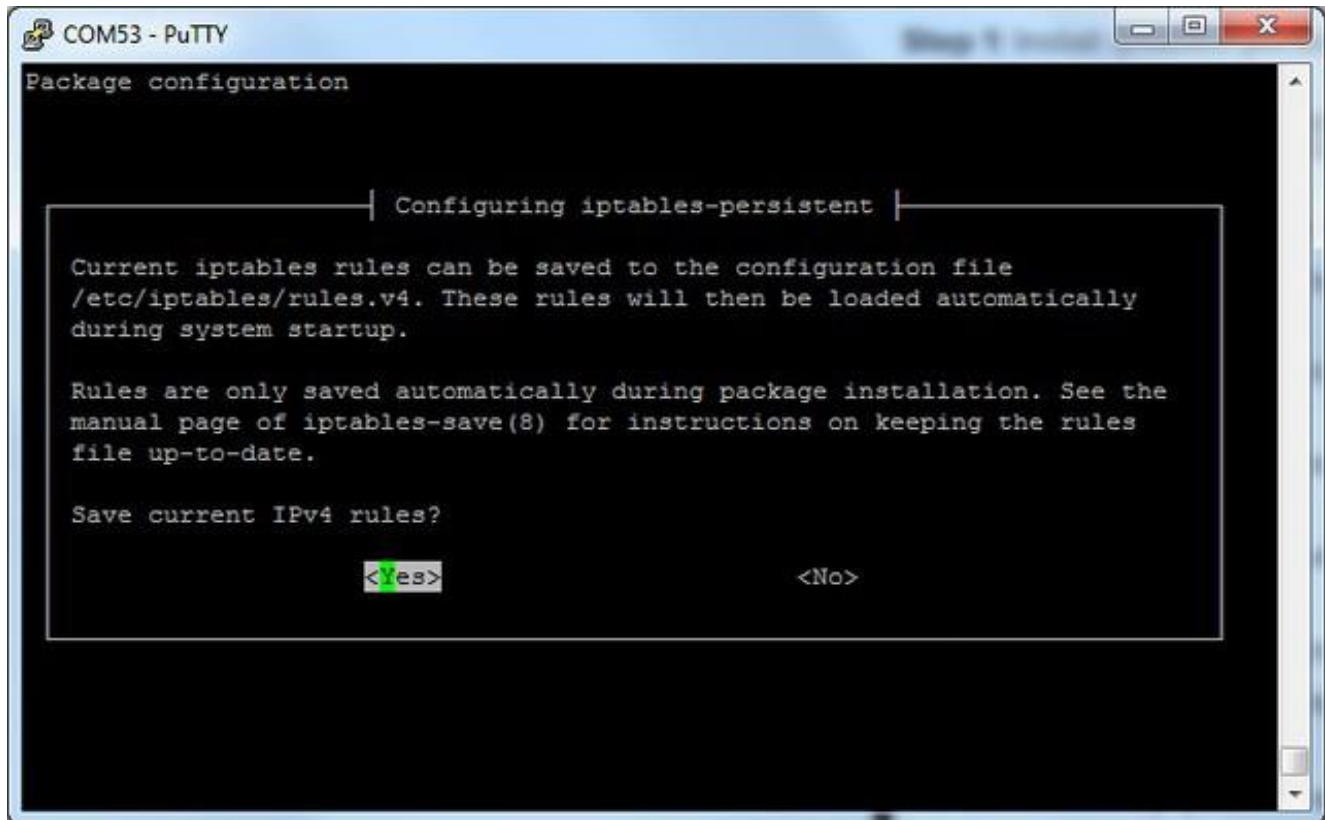 COM53 - PuTTY
Package configuration
Configuring iptables-persistent
Current iptables rules can be saved to the configuration file
/etc/iptables/rules.v4. These rules will then be loaded automatically
during system startup.
Rules are only saved automatically during package installation. See the
manual page of iptables-save(8) for instructions on keeping the rules
file up-to-date.
Save current IPv4 rules?
<Yes> <No>